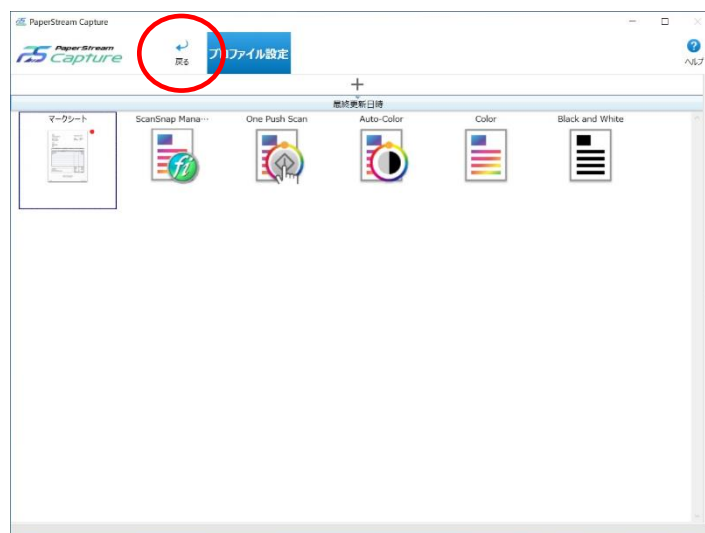 PaperStream Capture
PaperStream
Capture
戻る
プロファイル設定
ヘルプ
最終更新日時
マークシート
ScanSnap Mana…
One Push Scan
Auto-Color
Color
Black and White
fi